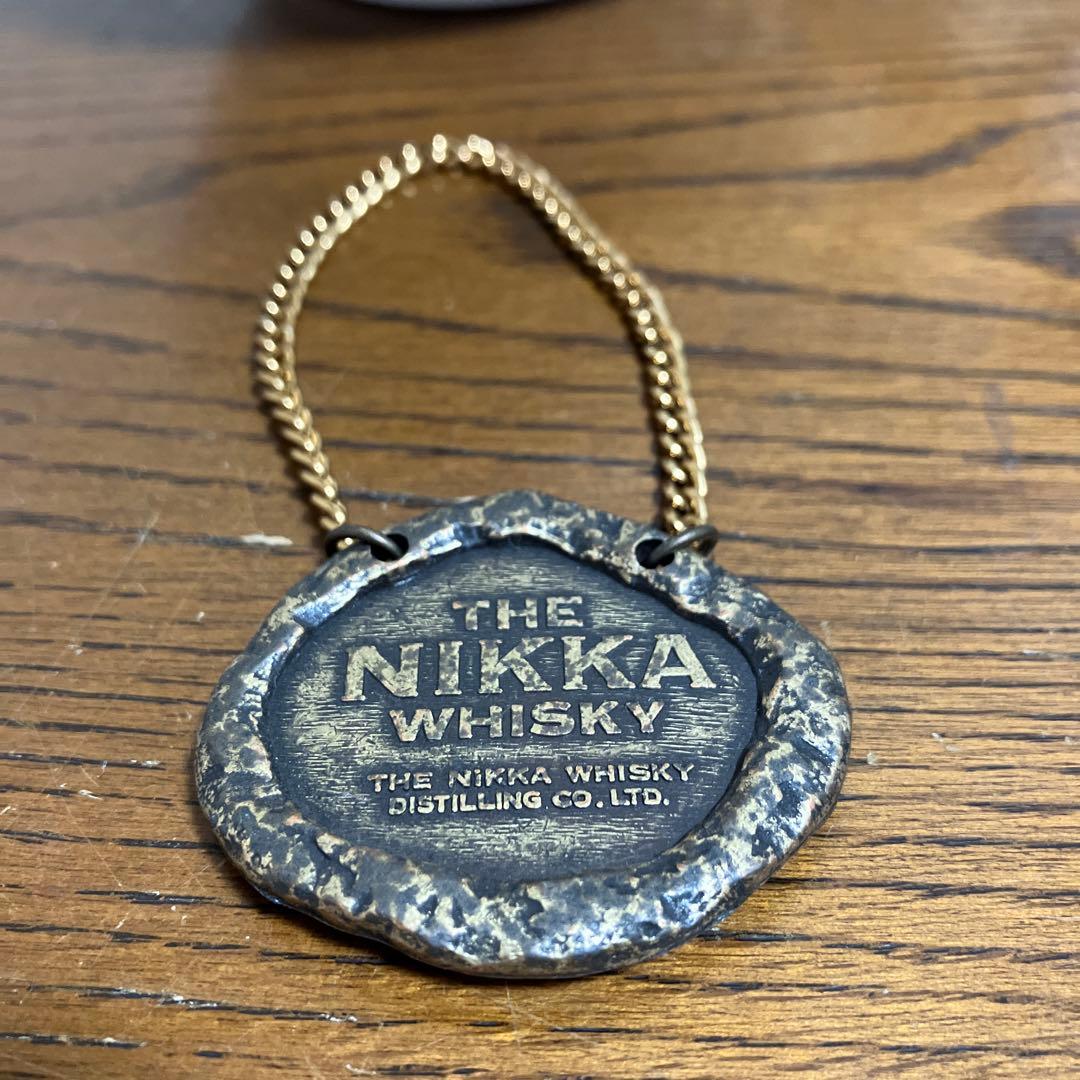 THE
NIKKA
WHISKY
THE NIKKA WHISKY
DISTILLING CO. LTD.